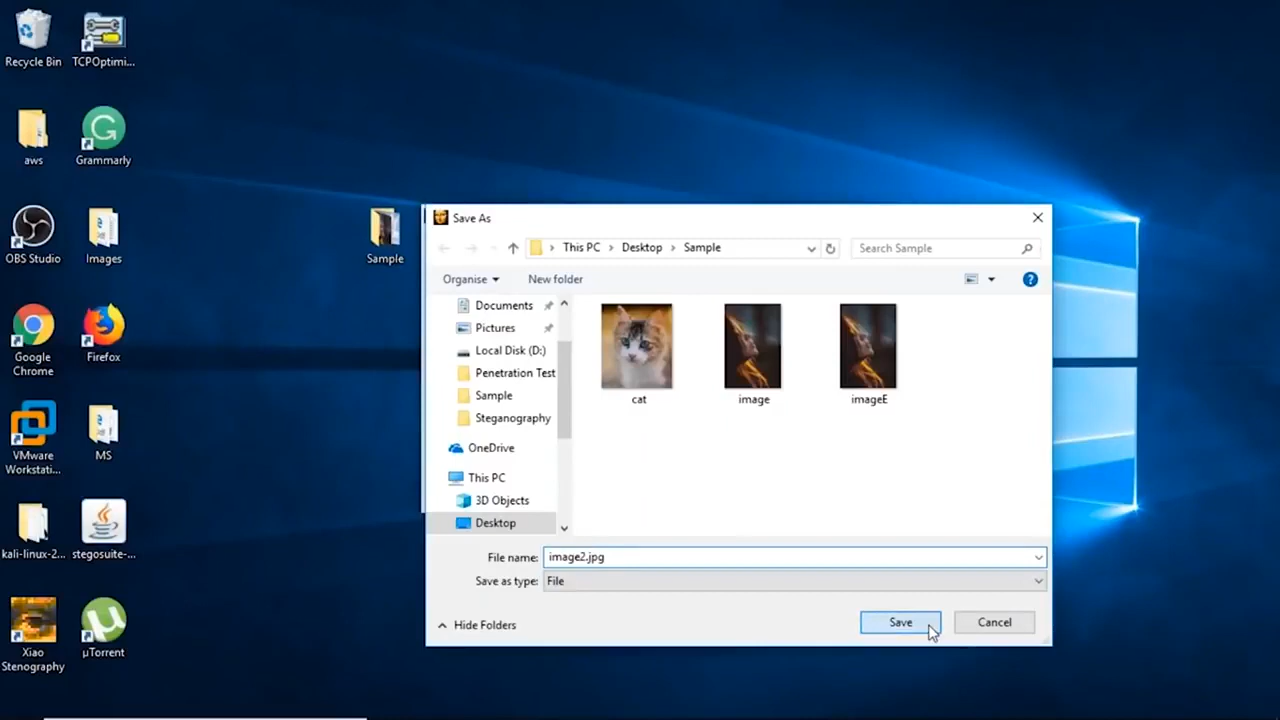 Recycle Bin
TCPOptimi...
aws
Grammarly
OBS Studio
Images
Sample
Google
Chrome
Firefox
VMware
Workstati...
MS
kali-linux-2...
stegosuite-...
Xiao
Stenography
µTorrent
Save As
This PC > Desktop > Sample
Search Sample
Organise
New folder
?
Documents
Pictures
Local Disk (D:)
Penetration Test
Sample
Steganography
OneDrive
This PC
3D Objects
Desktop
cat
image
imageE
File name: image2.jpg
Save as type: File
Hide Folders
Save
Cancel